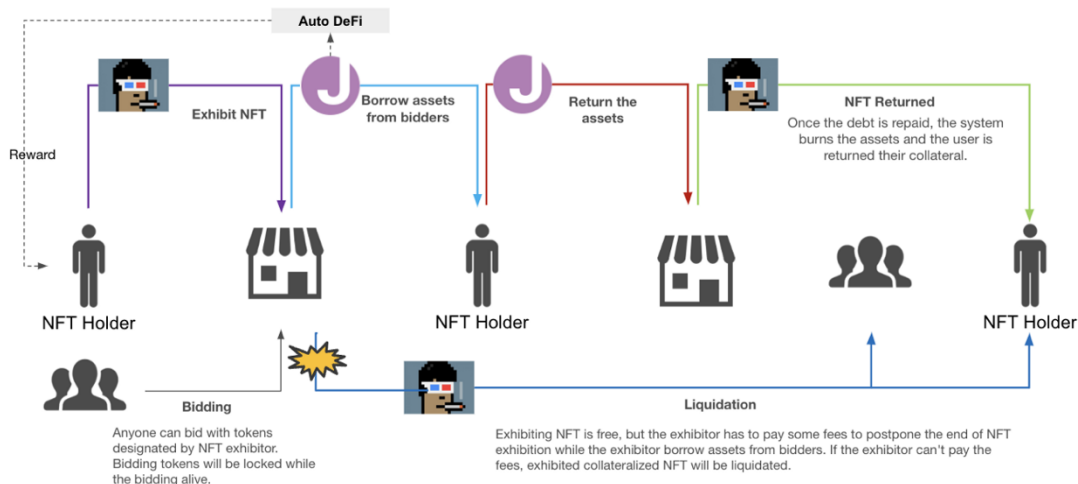 Auto DeFi
J
J
Exhibit NFT
Borrow assets
from bidders
Return the
assets
NFT Returned
Once the debt is repaid, the system
burns the assets and the user is
returned their collateral.
Reward
NFT Holder
NFT Holder
NFT Holder
Bidding
Anyone can bid with tokens
designated by NFT exhibitor.
Bidding tokens will be locked while
the bidding alive.
Liquidation
Exhibiting NFT is free, but the exhibitor has to pay some fees to postpone the end of NFT
exhibition while the exhibitor borrow assets from bidders. If the exhibitor can't pay the
fees, exhibited collateralized NFT will be liquidated.